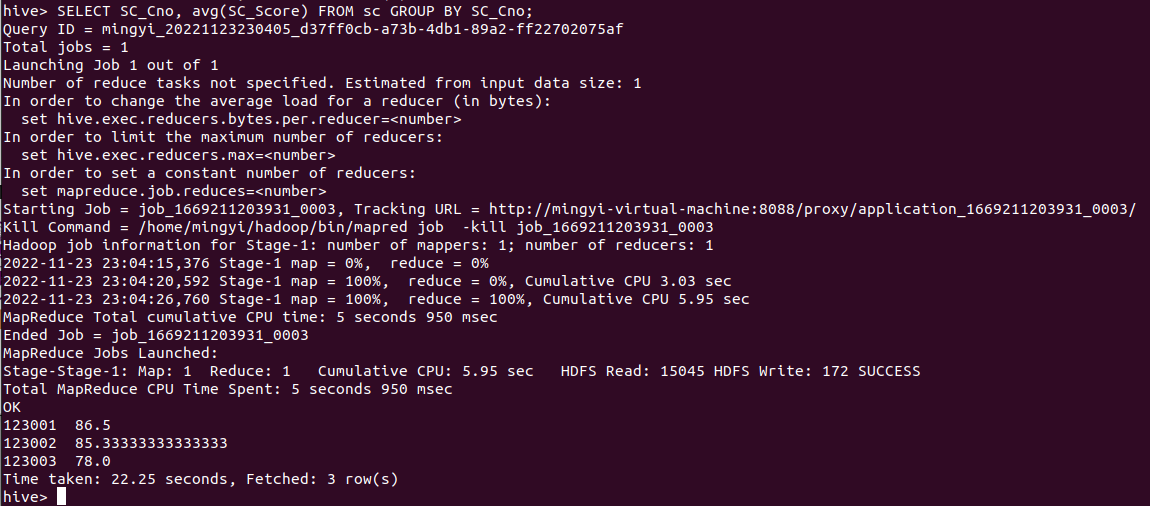 hive> SELECT SC_Cno, avg(SC_Score) FROM sc GROUP BY SC_Cno;
Query ID = mingyi_20221123230405_d37ff0cb-a73b-4db1-89a2-ff22702075af
Total jobs = 1
Launching Job 1 out of 1
Number of reduce tasks not specified. Estimated from input data size: 1
In order to change the average load for a reducer (in bytes):
  set hive.exec.reducers.bytes.per.reducer=<number>
In order to limit the maximum number of reducers:
  set hive.exec.reducers.max=<number>
In order to set a constant number of reducers:
  set mapreduce.job.reduces=<number>
Starting Job = job_1669211203931_0003, Tracking URL = http://mingyi-virtual-machine:8088/proxy/application_1669211203931_0003/
Kill Command = /home/mingyi/hadoop/bin/mapred job  -kill job_1669211203931_0003
Hadoop job information for Stage-1: number of mappers: 1; number of reducers: 1
2022-11-23 23:04:15,376 Stage-1 map = 0%,  reduce = 0%
2022-11-23 23:04:20,592 Stage-1 map = 100%,  reduce = 0%, Cumulative CPU 3.03 sec
2022-11-23 23:04:26,760 Stage-1 map = 100%,  reduce = 100%, Cumulative CPU 5.95 sec
MapReduce Total cumulative CPU time: 5 seconds 950 msec
Ended Job = job_1669211203931_0003
MapReduce Jobs Launched:
Stage-Stage-1: Map: 1  Reduce: 1   Cumulative CPU: 5.95 sec   HDFS Read: 15045 HDFS Write: 172 SUCCESS
Total MapReduce CPU Time Spent: 5 seconds 950 msec
OK
123001  86.5
123002  85.33333333333333
123003  78.0
Time taken: 22.25 seconds, Fetched: 3 row(s)
hive>